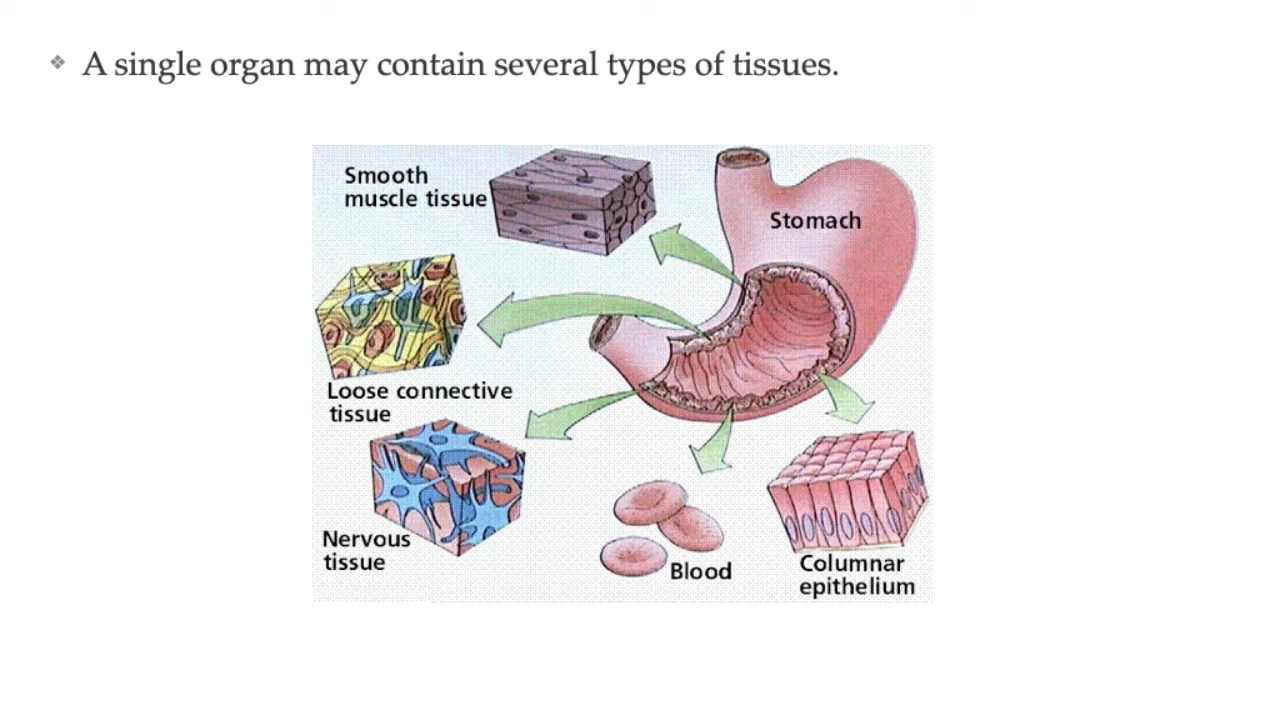 A single organ may contain several types of tissues.
Smooth
muscle tissue
Stomach
Loose connective
tissue
Nervous
tissue
Blood
Columnar
epithelium